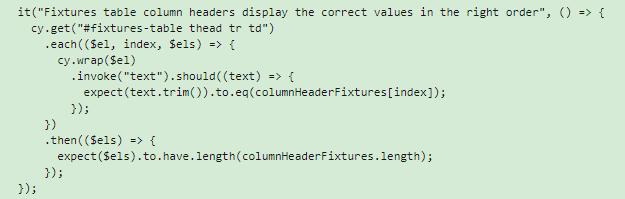 it("Fixtures table column headers display the correct values in the right order", () => {
  cy.get("#fixtures-table thead tr td")
    .each(($el, index, $els) => {
      cy.wrap($el)
        .invoke("text").should((text) => {
          expect(text.trim()).to.eq(columnHeaderFixtures[index]);
        });
    })
    .then(($els) => {
      expect($els).to.have.length(columnHeaderFixtures.length);
    });
});